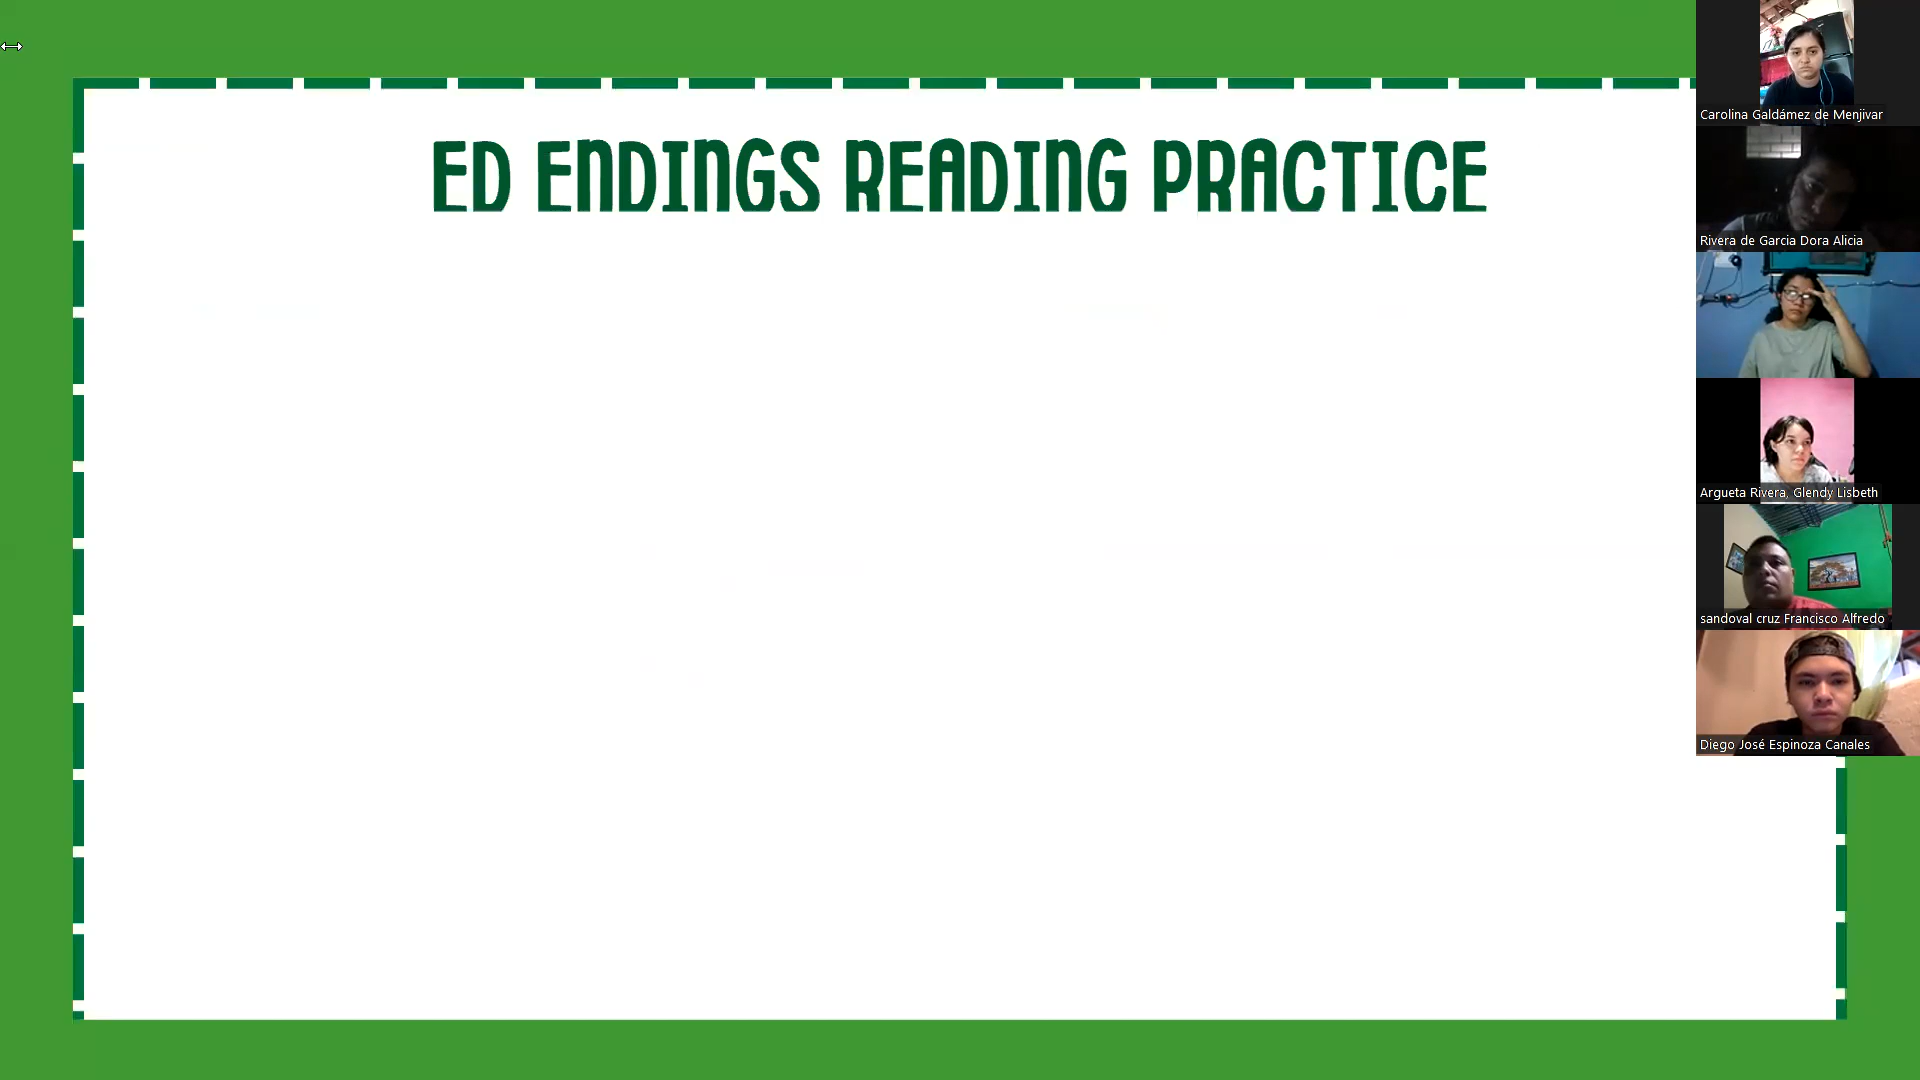 ED ENDINGS READING PRACTICE
Carolina Galdámez de Menjivar
Rivera de Garcia Dora Alicia
Argueta Rivera, Glendy Lisbeth
sandoval cruz Francisco Alfredo
Diego José Espinoza Canales